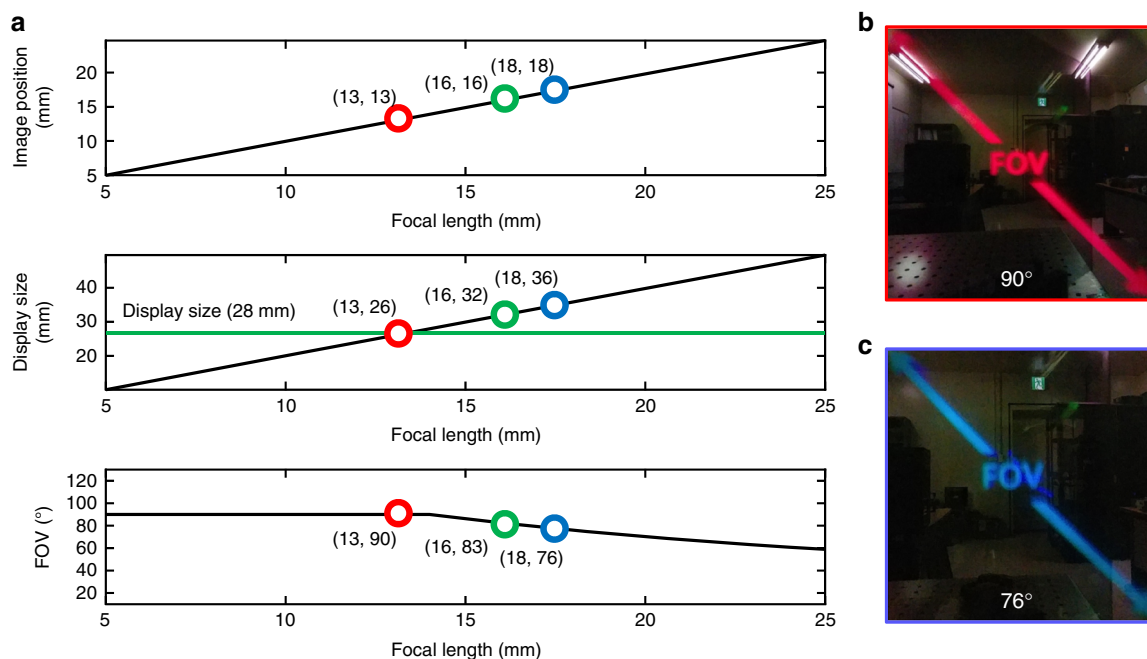 a
Image position
(mm)
20
15
10
5
(13, 13)
(16, 16)
(18, 18)
5
10
15
20
25
Focal length (mm)
Display size
(mm)
40
30
20
Display size (28 mm)
(13, 26)
(16, 32)
(18, 36)
5
10
15
20
25
Focal length (mm)
FOV (°)
120
100
80
60
40
20
(13, 90)
(16, 83)
(18, 76)
5
10
15
20
25
Focal length (mm)
b
FOV
90°
c
FOV
76°